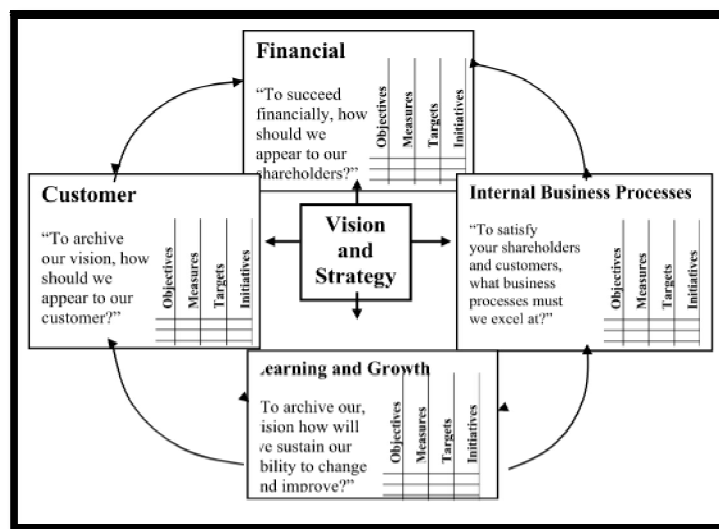 Financial
“To succeed
financially, how
should we
appear to our
shareholders?”
Objectives
Measures
Targets
Initiatives
Customer
“To archive
our vision, how
should we
appear to our
customer?”
Objectives
Measures
Targets
Initiatives
Vision
and
Strategy
Internal Business Processes
“To satisfy
your shareholders
and customers,
what business
processes must
we excel at?”
Objectives
Measures
Targets
Initiatives
earning and Growth
To archive our,
ision how will
ve sustain our
bility to change
nd improve?”
Objectives
Measures
Targets
Initiatives